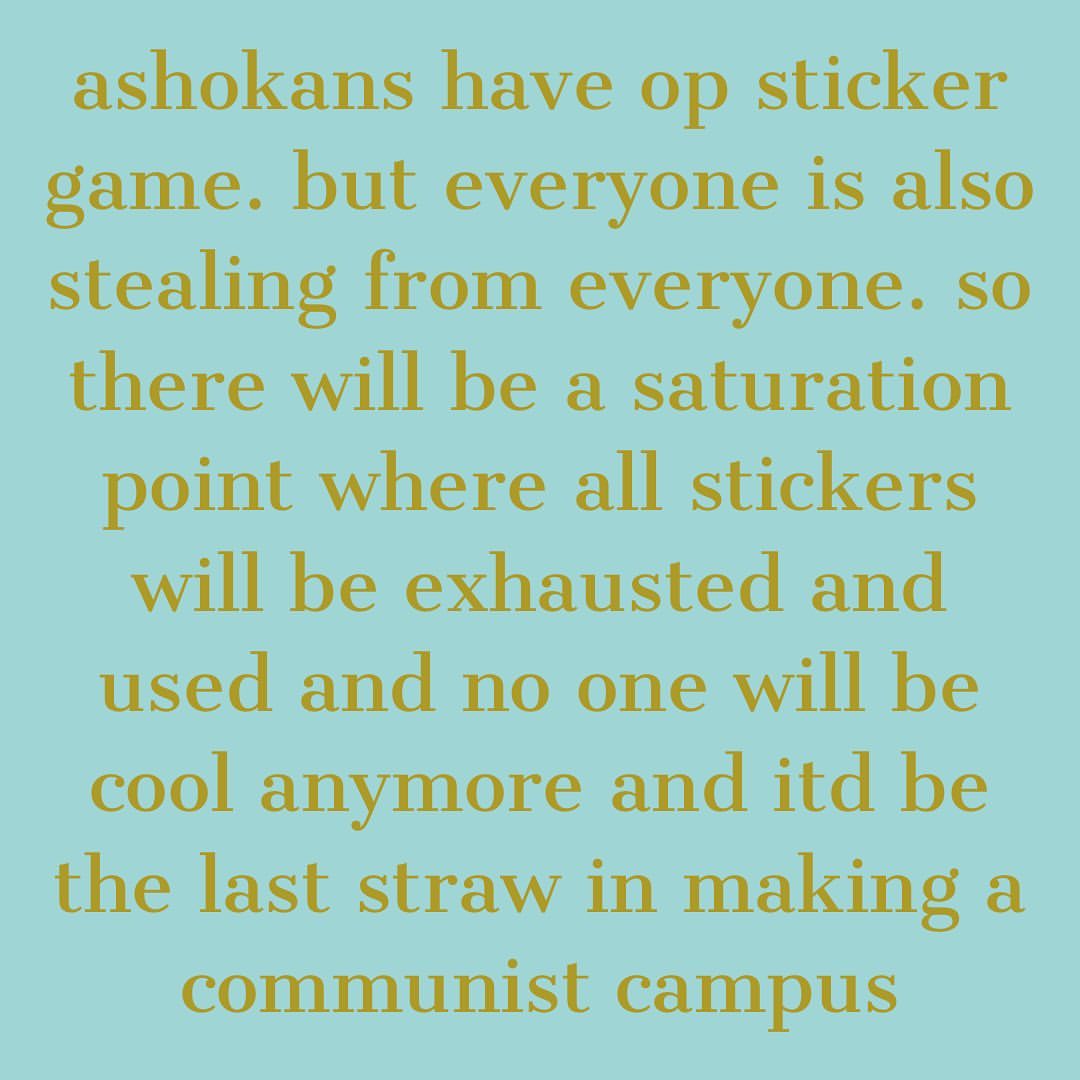 ashokans have op sticker
game. but everyone is also
stealing from everyone. so
there will be a saturation
point where all stickers
will be exhausted and
used and no one will be
cool anymore and itd be
the last straw in making a
communist campus